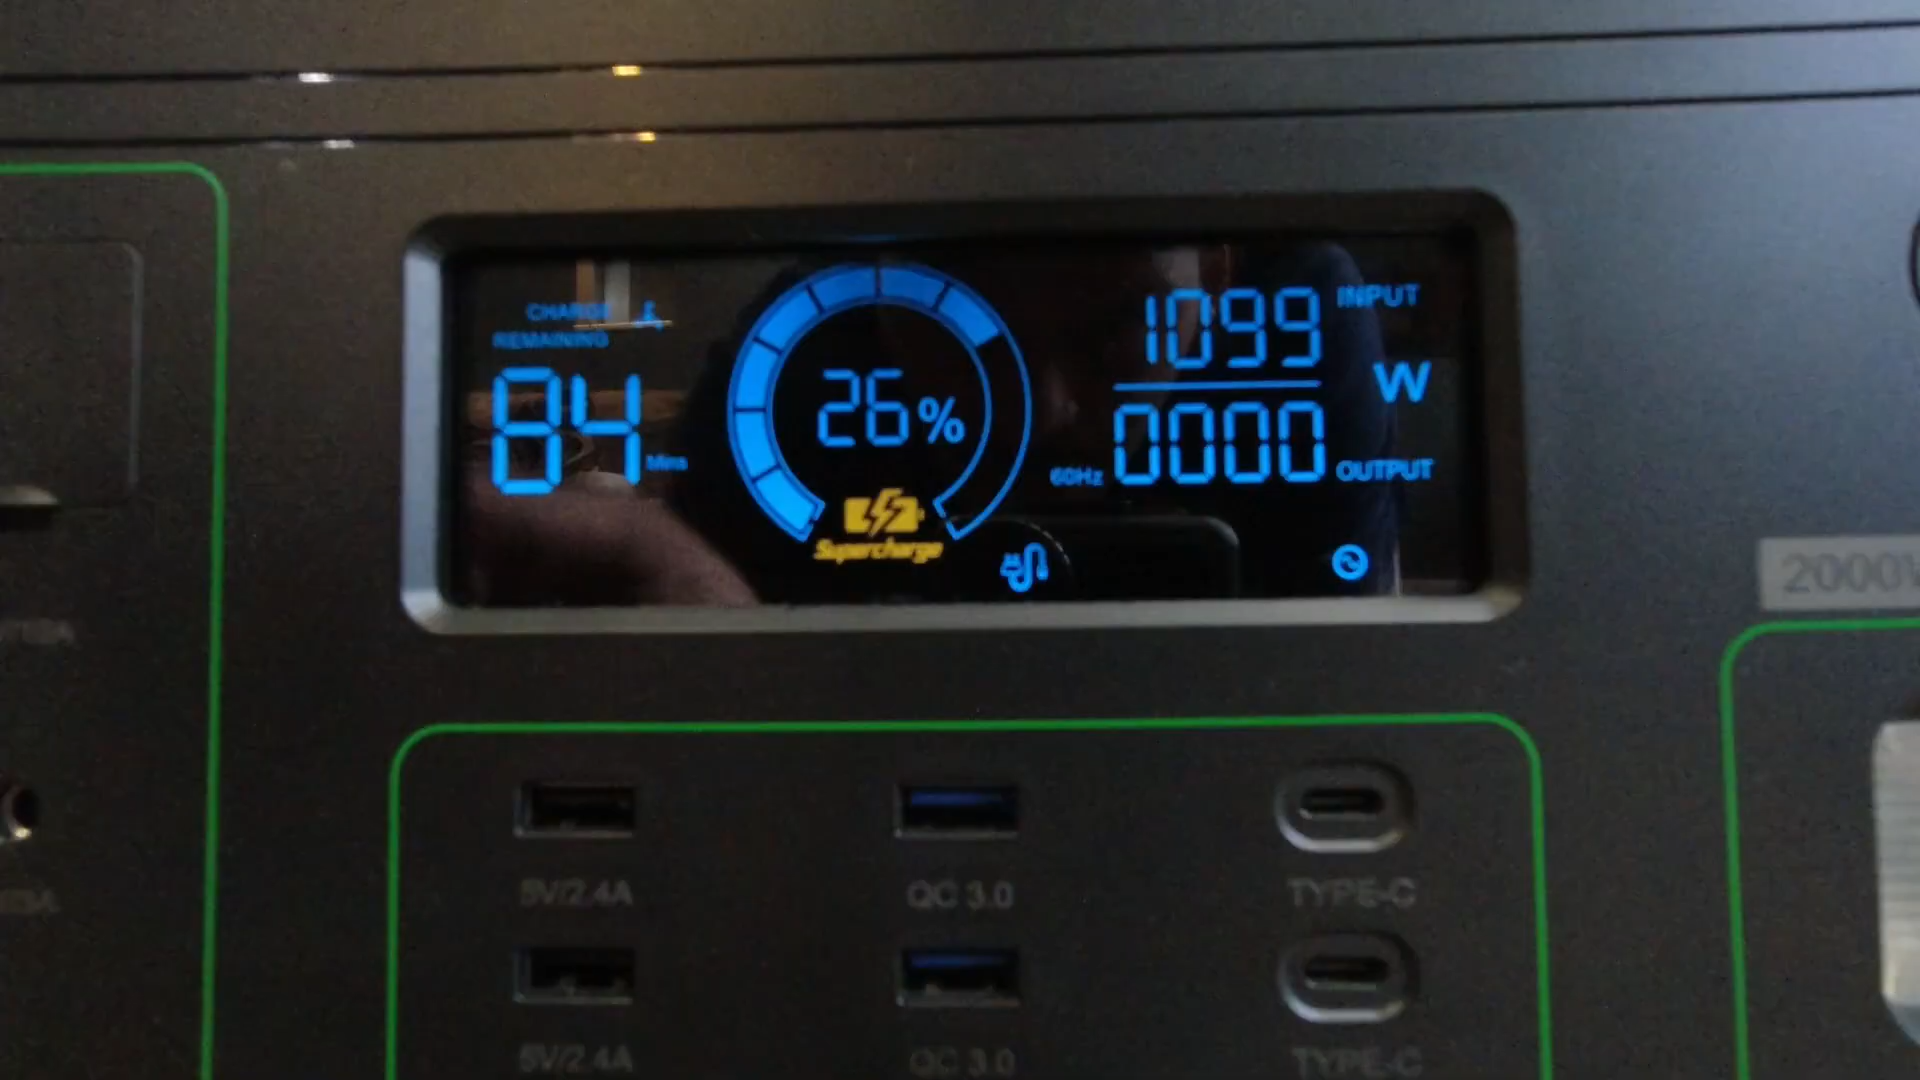 CHARGE
REMAINING
84 Mins
26%
Supercharge
1099 INPUT
W
60Hz 0000 OUTPUT
2000W
5V/2.4A
QC 3.0
TYPE-C
5V/2.4A
QC 3.0
TYPE-C